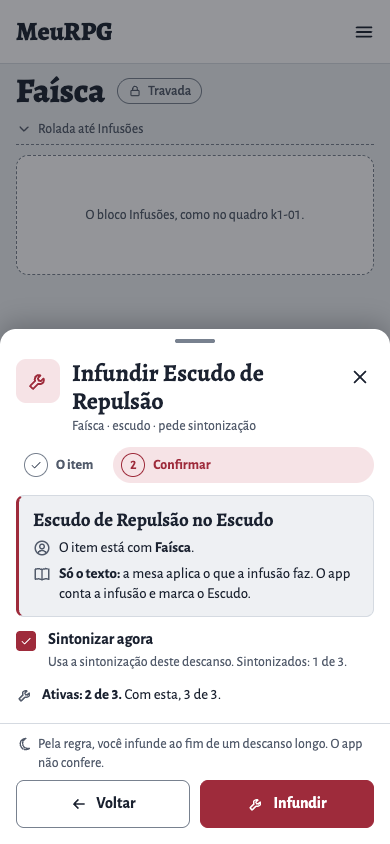 MeuRPG
Faísca
Travada
Rolada até Infusões
O bloco Infusões, como no quadro k1-01.
Infundir Escudo de
Repulsão
Faísca · escudo · pede sintonização
O item
2 Confirmar
Escudo de Repulsão no Escudo
O item está com Faísca.
Só o texto: a mesa aplica o que a infusão faz. O app
conta a infusão e marca o Escudo.
Sintonizar agora
Usa a sintonização deste descanso. Sintonizados: 1 de 3.
Ativas: 2 de 3. Com esta, 3 de 3.
Pela regra, você infunde ao fim de um descanso longo. O app
não confere.
Voltar
Infundir